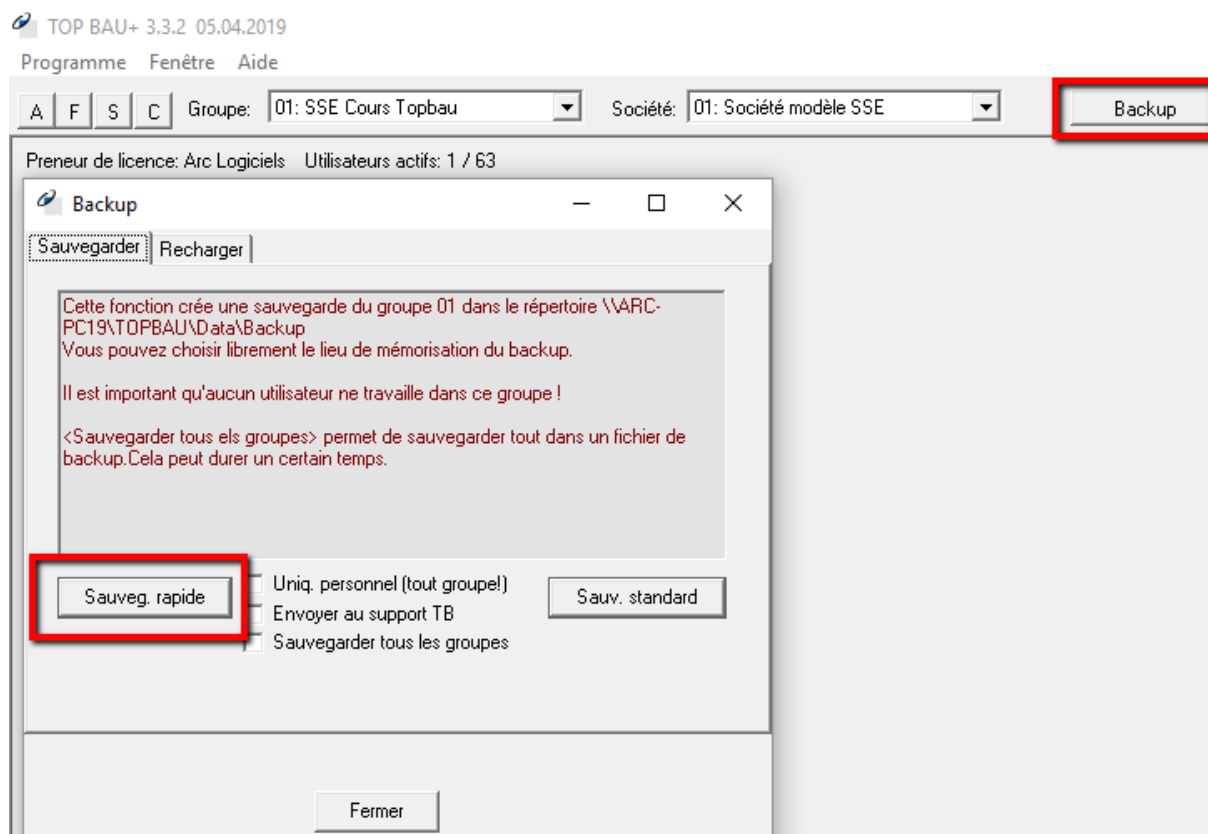 TOP BAU+ 3.3.2 05.04.2019
Programme Fenêtre Aide
A F S C Groupe: 01: SSE Cours Topbau Société: 01: Société modèle SSE Backup
Preneur de licence: Arc Logiciels Utilisateurs actifs: 1 / 63
Backup
Sauvegarder Recharger
Cette fonction crée une sauvegarde du groupe 01 dans le répertoire \\ARC-
PC19\TOPBAU\Data\Backup
Vous pouvez choisir librement le lieu de mémorisation du backup.
Il est important qu'aucun utilisateur ne travaille dans ce groupe !
<Sauvegarder tous els groupes> permet de sauvegarder tout dans un fichier de
backup.Cela peut durer un certain temps.
Sauveg. rapide Uniq. personnel (tout groupe!) Sauv. standard
Envoyer au support TB
Sauvegarder tous les groupes
Fermer